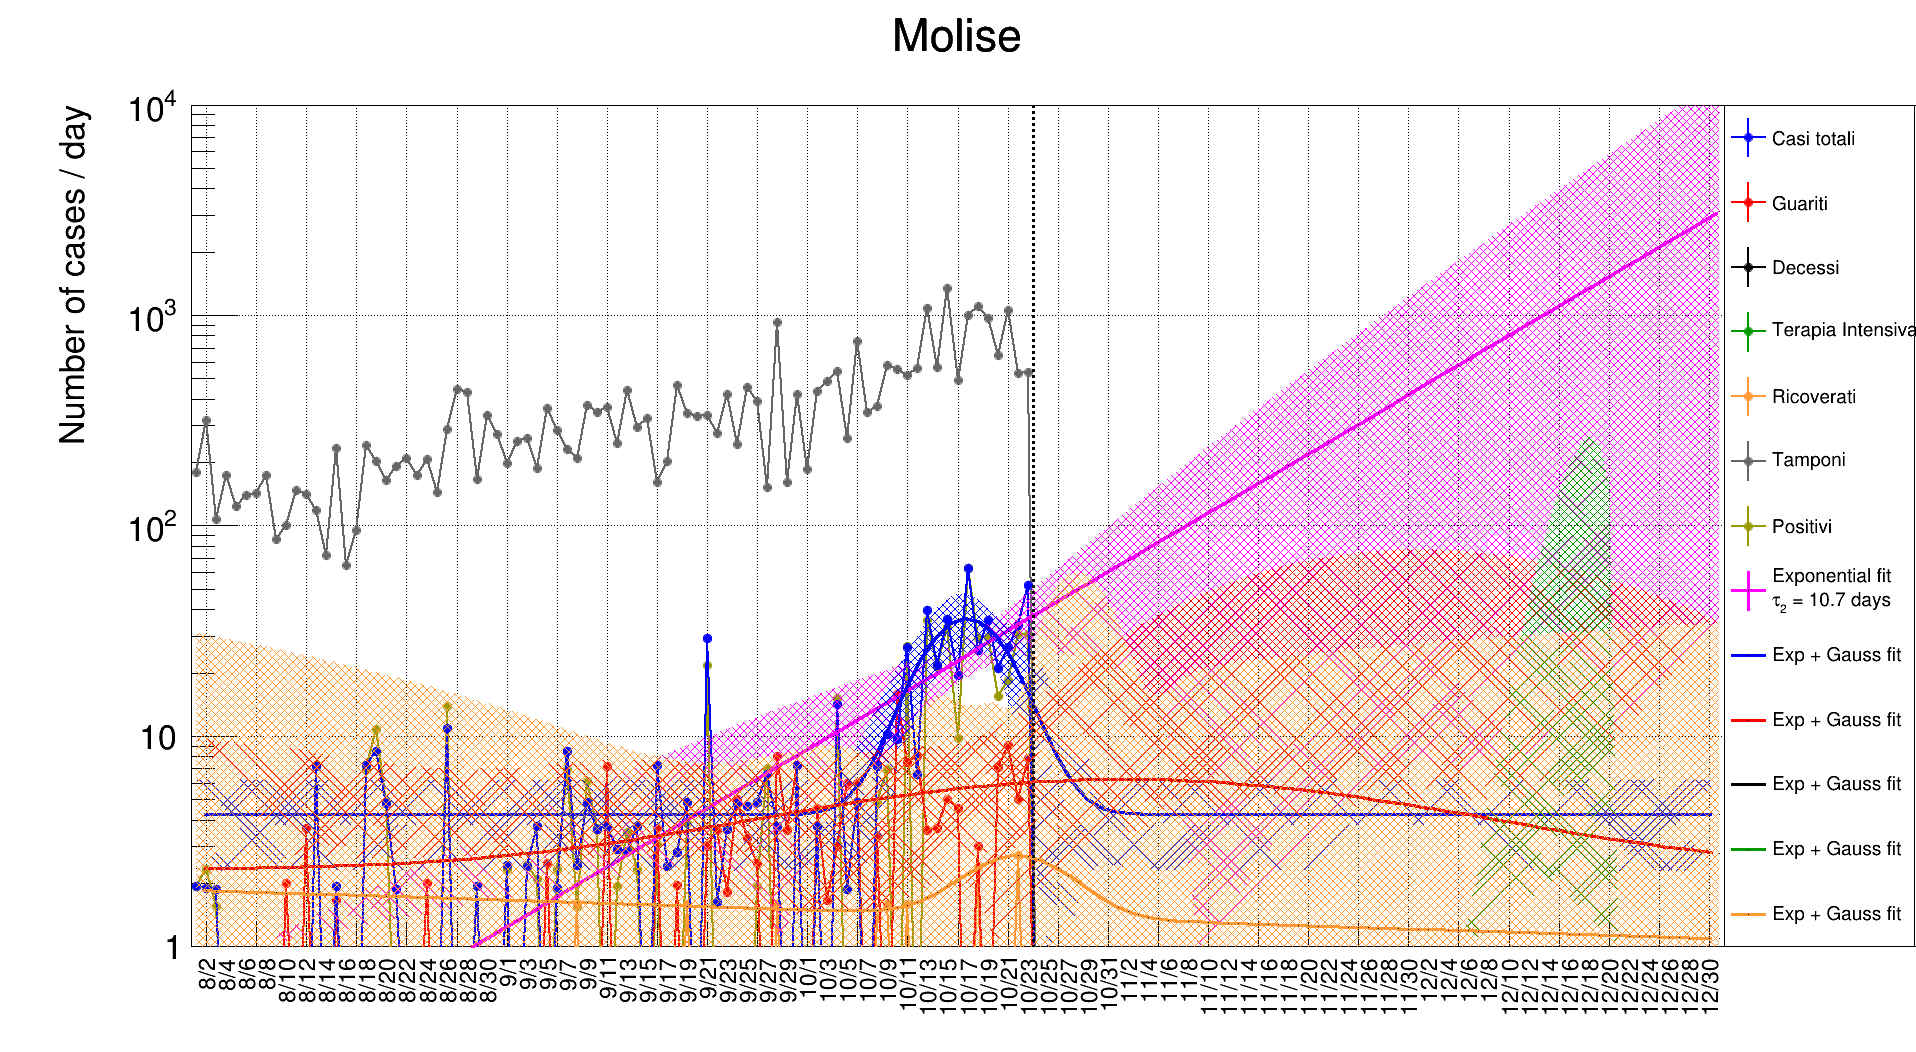 Molise
Number of cases / day
10^4
10^3
10^2
10
1
8/2 8/4 8/6 8/8 8/10 8/12 8/14 8/16 8/18 8/20 8/22 8/24 8/26 8/28 8/30 9/1 9/3 9/5 9/7 9/9 9/11 9/13 9/15 9/17 9/19 9/21 9/23 9/25 9/27 9/29 10/1 10/3 10/5 10/7 10/9 10/11 10/13 10/15 10/17 10/19 10/21 10/23 10/25 10/27 10/29 10/31 11/2 11/4 11/6 11/8 11/10 11/12 11/14 11/16 11/18 11/20 11/22 11/24 11/26 11/28 11/30 12/2 12/4 12/6 12/8 12/10 12/12 12/14 12/16 12/18 12/20 12/22 12/24 12/26 12/28 12/30
Casi totali
Guariti
Decessi
Terapia Intensiva
Ricoverati
Tamponi
Positivi
Exponential fit
τ₂ = 10.7 days
Exp + Gauss fit
Exp + Gauss fit
Exp + Gauss fit
Exp + Gauss fit
Exp + Gauss fit